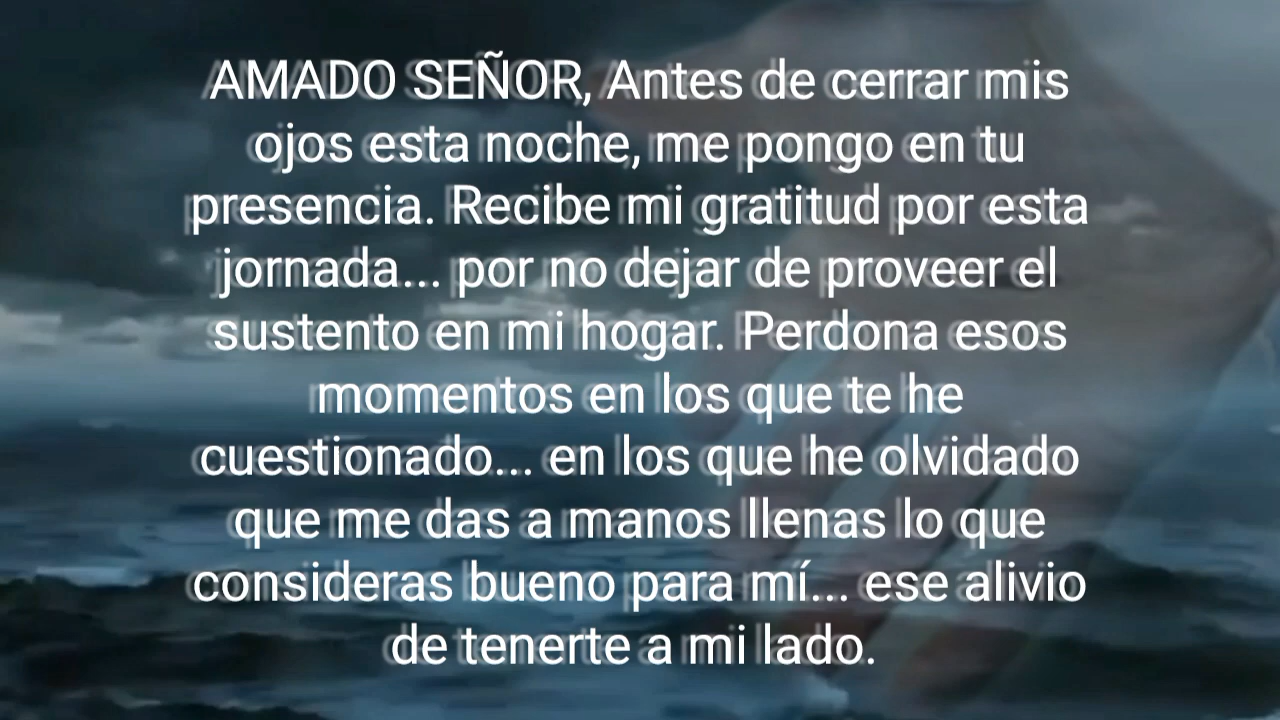 AMADO SEÑOR, Antes de cerrar mis
ojos esta noche, me pongo en tu
presencia. Recibe mi gratitud por esta
jornada... por no dejar de proveer el
sustento en mi hogar. Perdona esos
momentos en los que te he
cuestionado... en los que he olvidado
que me das a manos llenas lo que
consideras bueno para mí... ese alivio
de tenerte a mi lado.